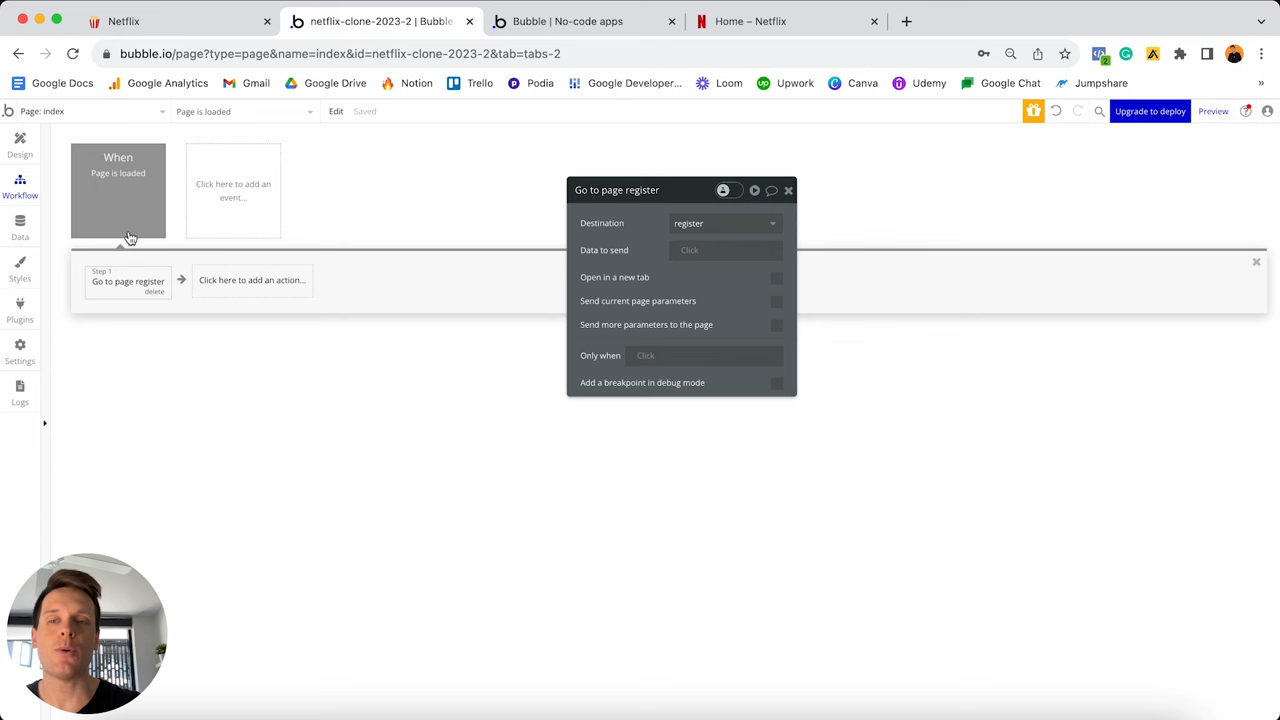 Netflix
netflix-clone-2023-2 | Bubble
Bubble | No-code apps
Home – Netflix
bubble.io/page?type=page&name=index&id=netflix-clone-2023-2&tab=tabs-2
2
Google Docs
Google Analytics
Gmail
Google Drive
Notion
Trello
Podia
Google Developer...
Loom
Upwork
Canva
Udemy
Google Chat
Jumpshare
Page: index
Page is loaded
Edit
Saved
Upgrade to deploy
Preview
Design
Workflow
Data
Styles
Plugins
Settings
Logs
When
Page is loaded
Click here to add an
event...
Step 1
Go to page register
delete
Click here to add an action...
Go to page register
Destination
register
Data to send
Click
Open in a new tab
Send current page parameters
Send more parameters to the page
Only when
Click
Add a breakpoint in debug mode